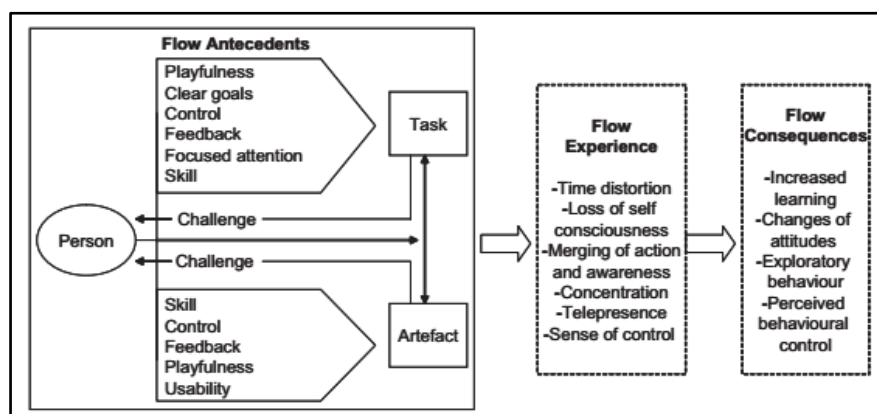 Flow Antecedents
Playfulness
Clear goals
Control
Feedback
Focused attention
Skill
Task
Challenge
Person
Challenge
Skill
Control
Feedback
Playfulness
Usability
Artefact
Flow
Experience
-Time distortion
-Loss of self
consciousness
-Merging of action
and awareness
-Concentration
-Telepresence
-Sense of control
Flow
Consequences
-Increased
learning
-Changes of
attitudes
-Exploratory
behaviour
-Perceived
behavioural
control